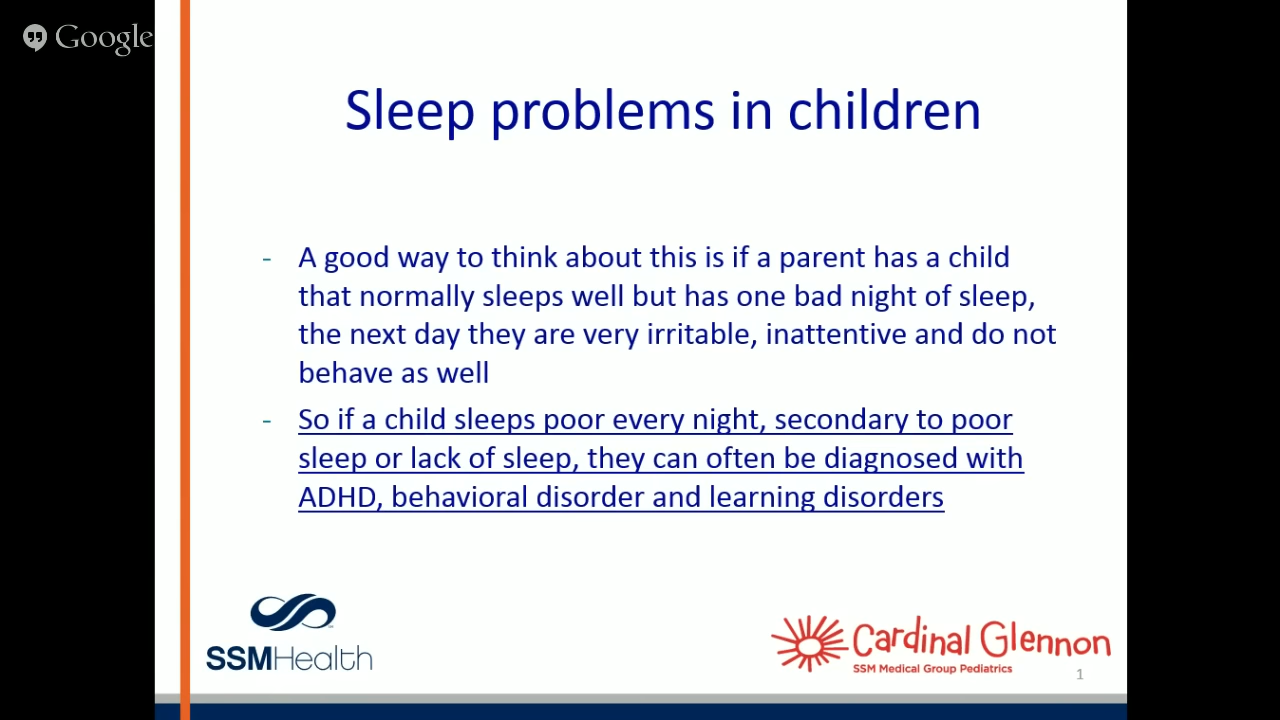 Google
Sleep problems in children
- A good way to think about this is if a parent has a child
that normally sleeps well but has one bad night of sleep,
the next day they are very irritable, inattentive and do not
behave as well
- So if a child sleeps poor every night, secondary to poor
sleep or lack of sleep, they can often be diagnosed with
ADHD, behavioral disorder and learning disorders
SSMHealth
Cardinal Glennon
SSM Medical Group Pediatrics
1